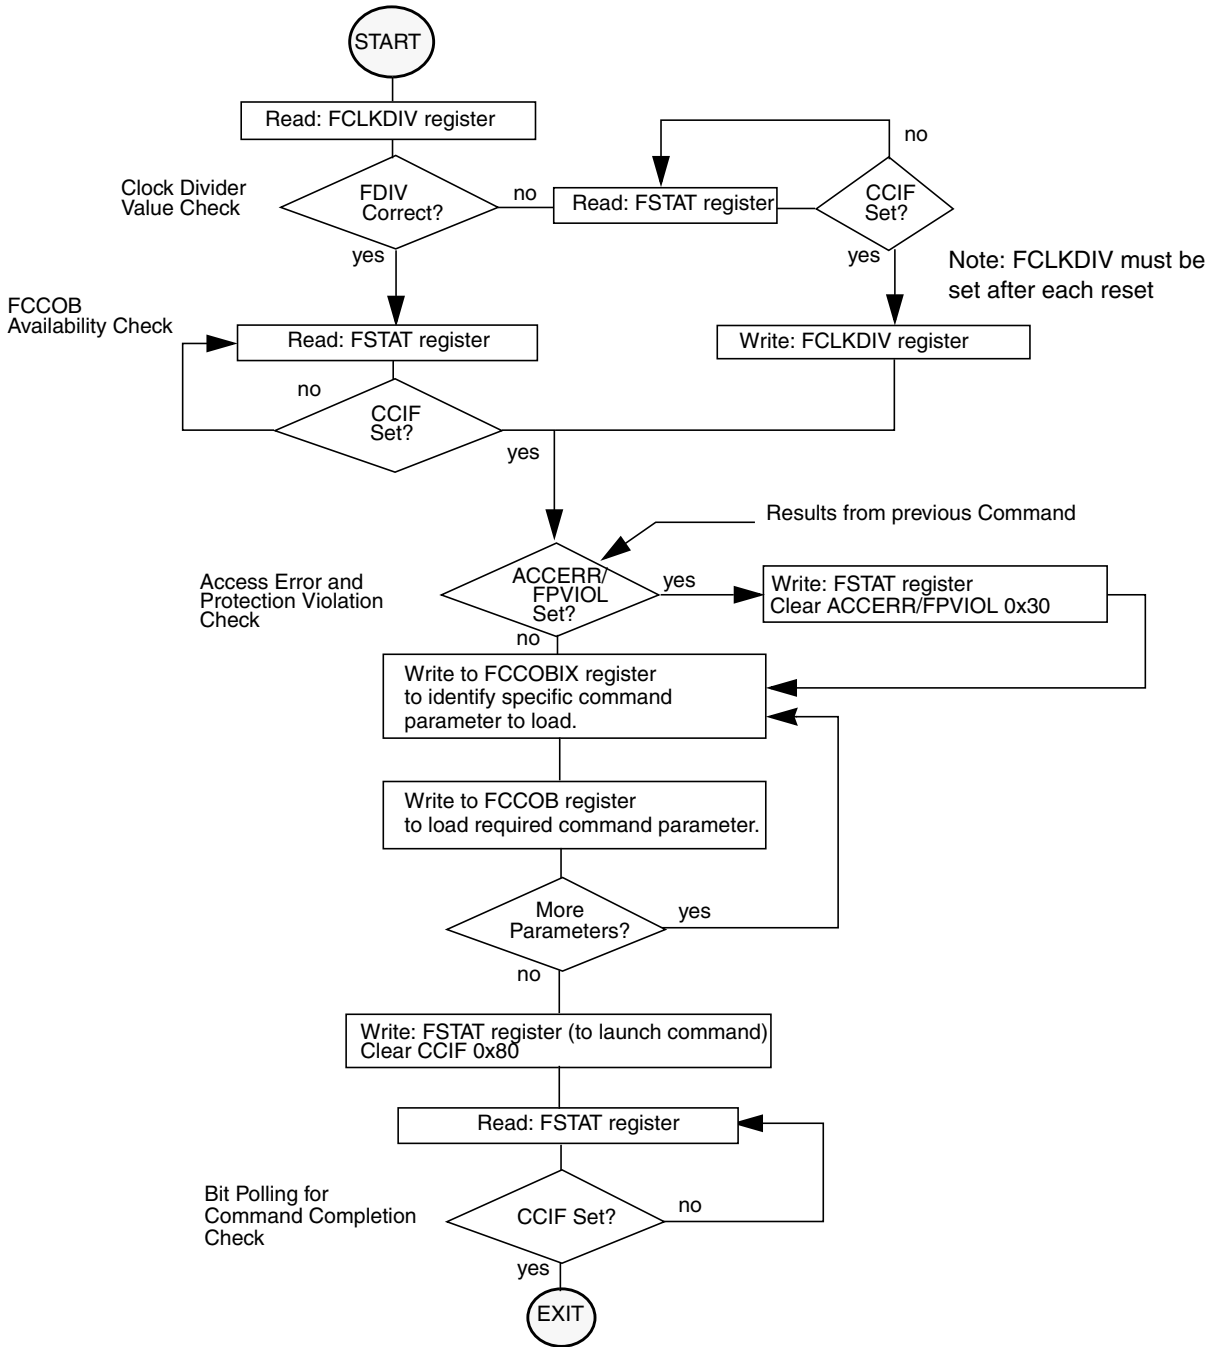 START
Read: FCLKDIV register
Clock Divider
Value Check
FDIV
Correct?
no
Read: FSTAT register
CCIF
Set?
no
yes
yes
Note: FCLKDIV must be
set after each reset
FCCOB
Availability Check
Read: FSTAT register
Write: FCLKDIV register
no
CCIF
Set?
yes
Results from previous Command
Access Error and
Protection Violation
Check
ACCERR/
FPVIOL
Set?
yes
Write: FSTAT register
Clear ACCERR/FPVIOL 0x30
no
Write to FCCOBIX register
to identify specific command
parameter to load.
Write to FCCOB register
to load required command parameter.
More
Parameters?
yes
no
Write: FSTAT register (to launch command)
Clear CCIF 0x80
Read: FSTAT register
Bit Polling for
Command Completion
Check
CCIF Set?
no
yes
EXIT